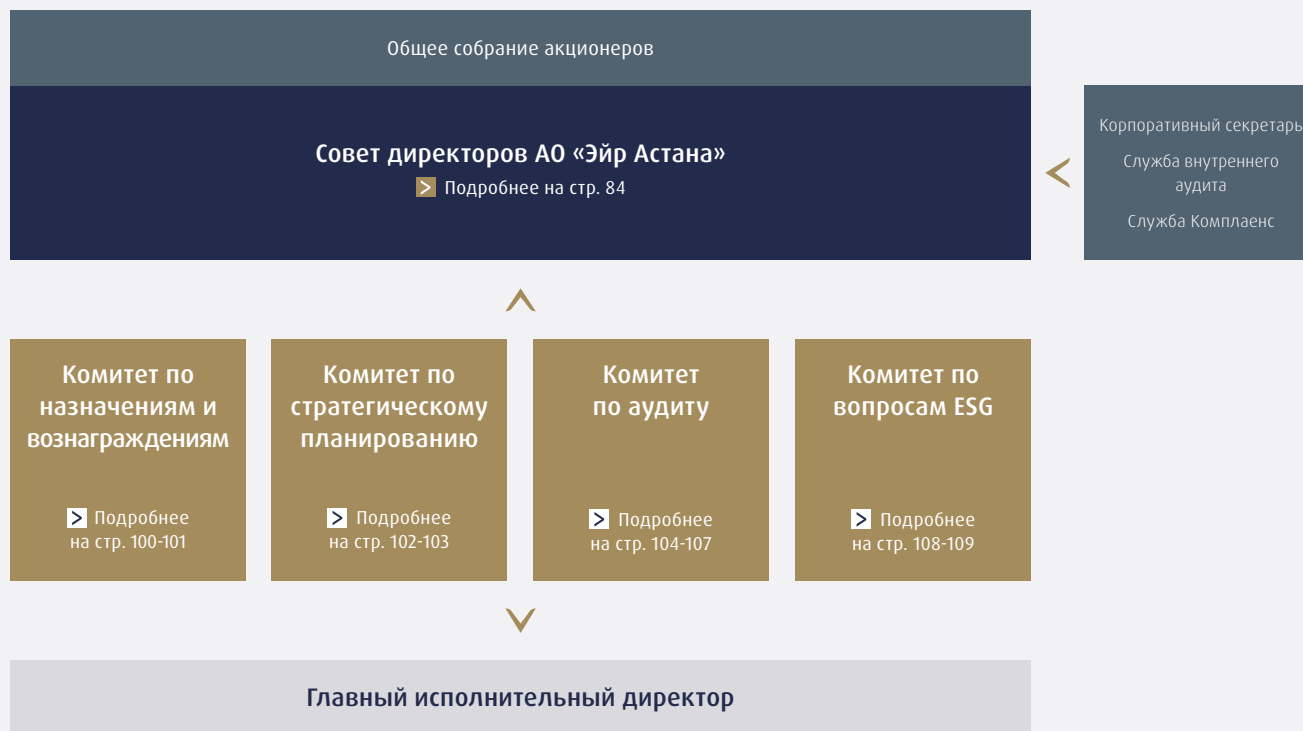 Общее собрание акционеров
Совет директоров АО «Эйр Астана»
Подробнее на стр. 84
Корпоративный секретарь
Служба внутреннего
аудита
Служба Комплаенс
Комитет по
назначениям и
вознаграждениям
Подробнее
на стр. 100-101
Комитет по
стратегическому
планированию
Подробнее
на стр. 102-103
Комитет
по аудиту
Подробнее
на стр. 104-107
Комитет по
вопросам ESG
Подробнее
на стр. 108-109
Главный исполнительный директор